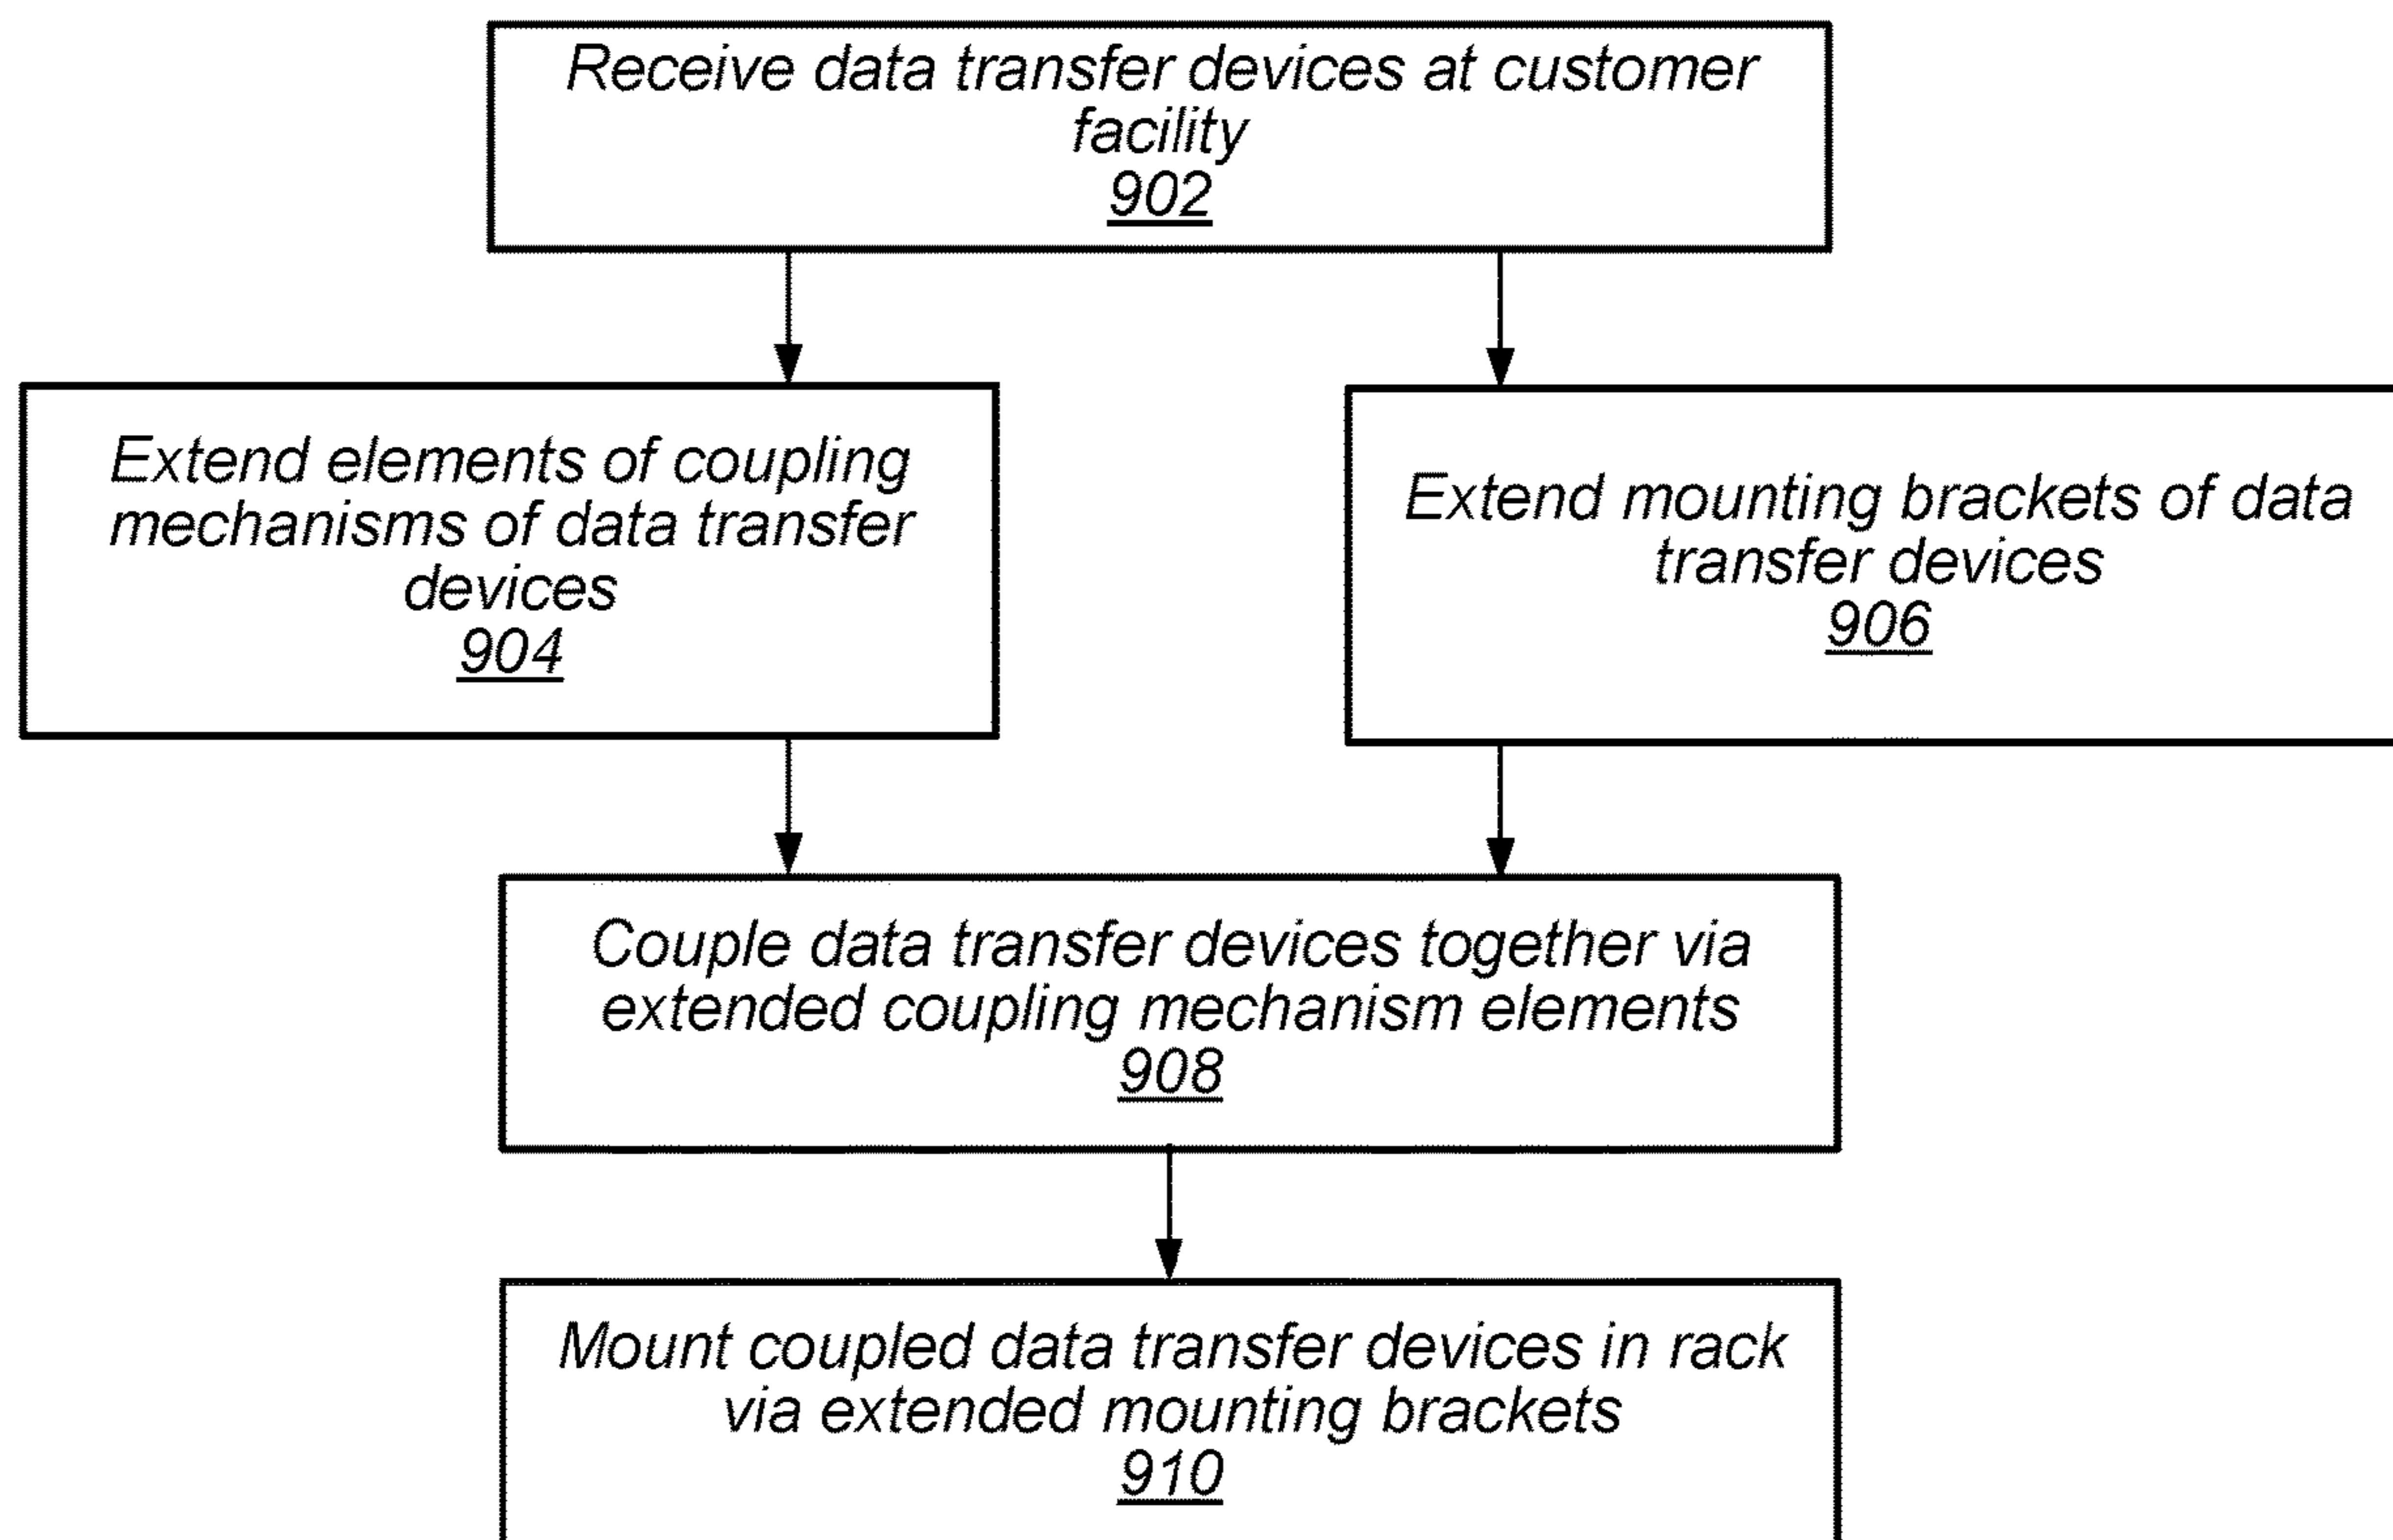 Receive data transfer devices at customer
facility
902
Extend elements of coupling
mechanisms of data transfer
devices
904
Extend mounting brackets of data
transfer devices
906
Couple data transfer devices together via
extended coupling mechanism elements
908
Mount coupled data transfer devices in rack
via extended mounting brackets
910